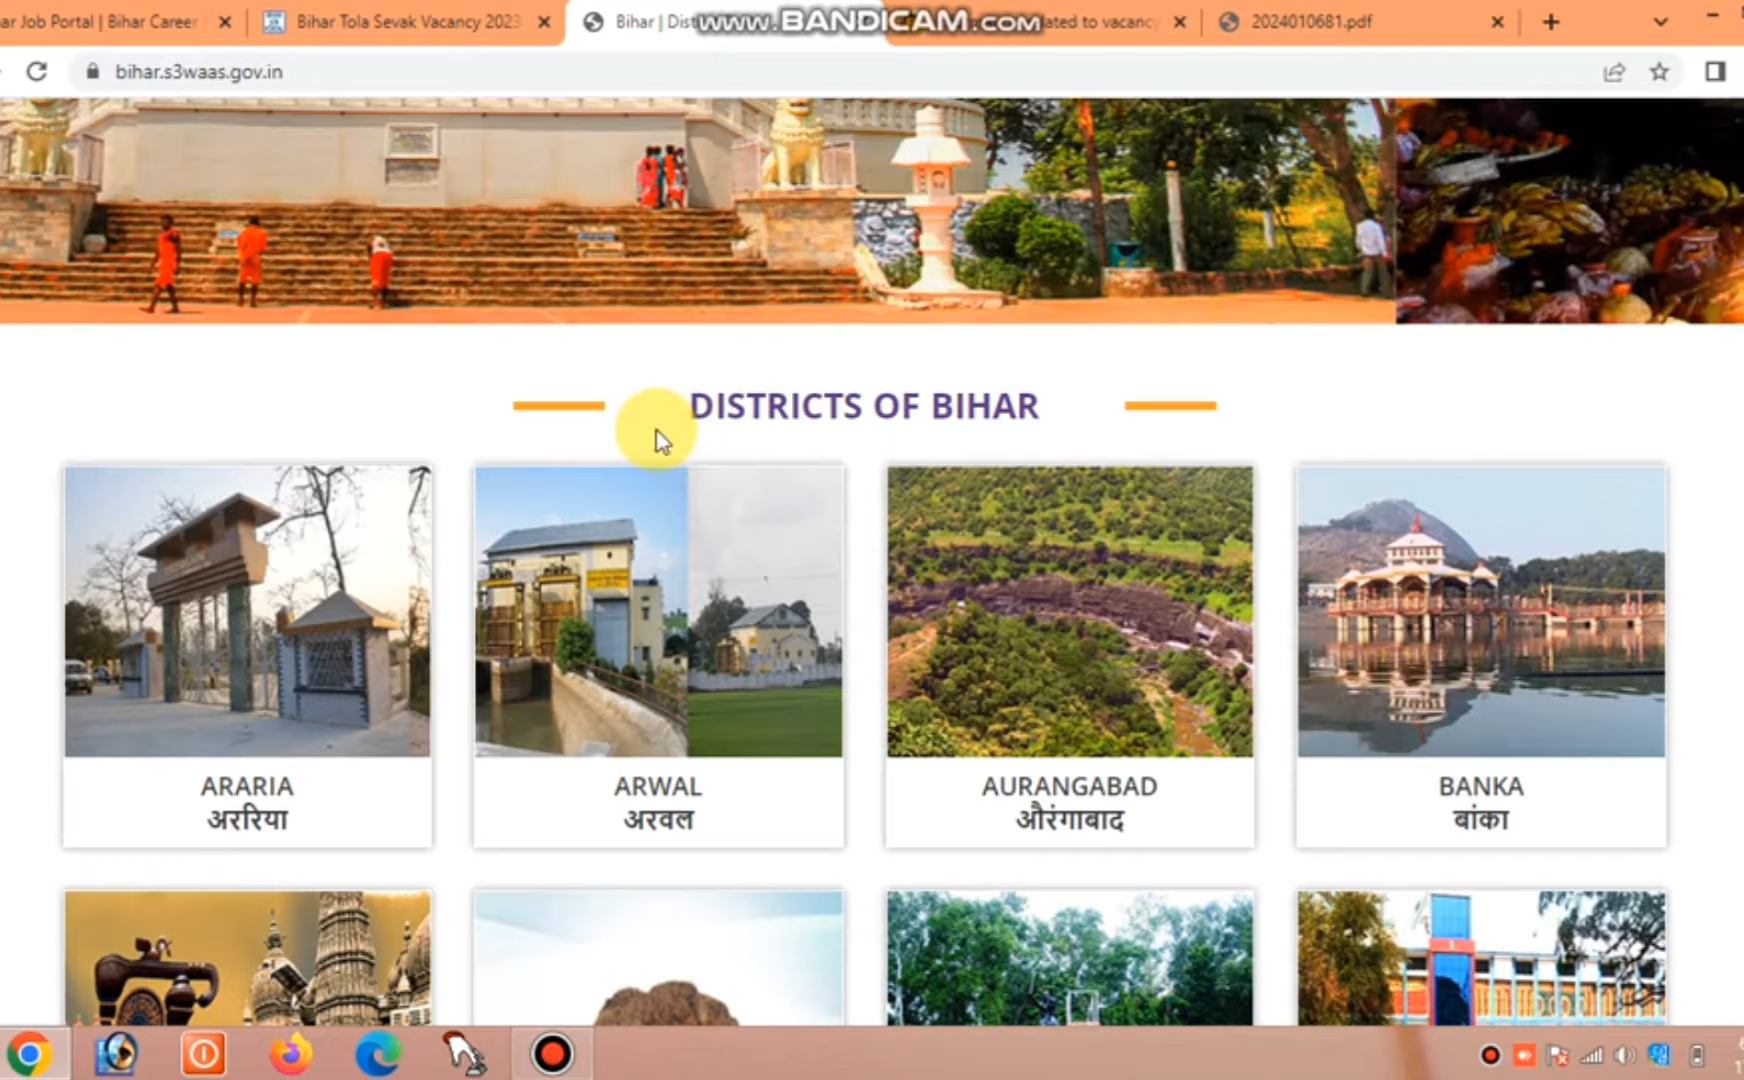 ar Job Portal | Bihar Career
Bihar Tola Sevak Vacancy 2023
Bihar | Dist
www.BANDICAM.com
ated to vacancy
2024010681.pdf
bihar.s3waas.gov.in
DISTRICTS OF BIHAR
ARARIA
अररिया
ARWAL
अरवल
AURANGABAD
औरंगाबाद
BANKA
बांका